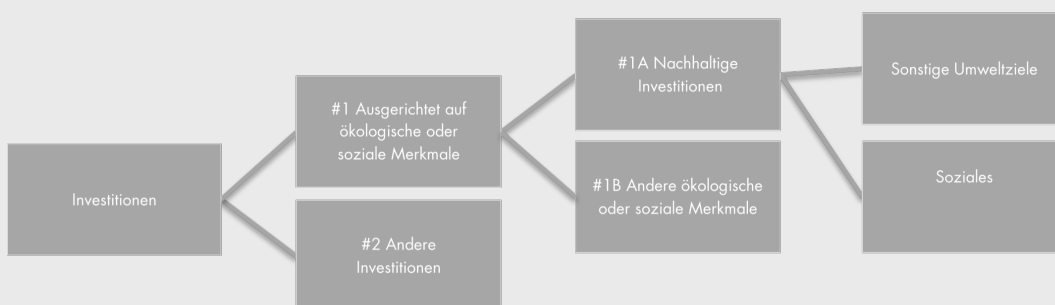 Investitionen
#1 Ausgerichtet auf
ökologische oder
soziale Merkmale
#2 Andere
Investitionen
#1A Nachhaltige
Investitionen
#1B Andere ökologische
oder soziale Merkmale
Sonstige Umweltziele
Soziales